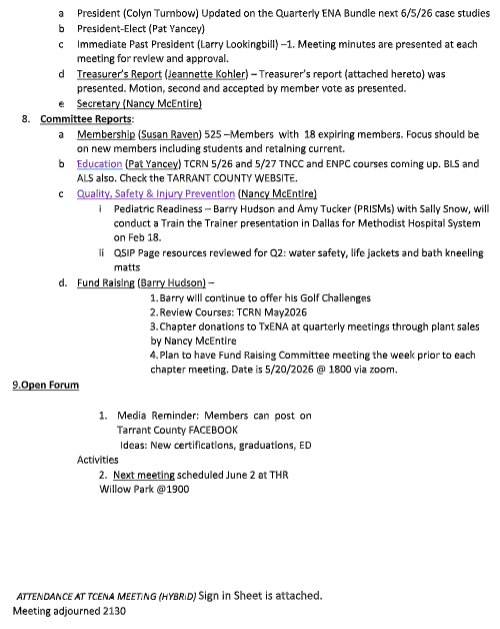 a President (Colyn Turnbow) Updated on the Quarterly ENA Bundle next 6/5/26 case studies
b President-Elect (Pat Yancey)
c Immediate Past President (Larry Lookingbill) –1. Meeting minutes are presented at each
meeting for review and approval.
d Treasurer's Report (Jeannette Kohler) – Treasurer's report (attached hereto) was
presented. Motion, second and accepted by member vote as presented.
e Secretary (Nancy McEntire)
8. Committee Reports:
a Membership (Susan Raven) 525 –Members with 18 expiring members. Focus should be
on new members including students and retaining current.
b Education (Pat Yancey) TCRN 5/26 and 5/27 TNCC and ENPC courses coming up. BLS and
ALS also. Check the TARRANT COUNTY WEBSITE.
c Quality, Safety & Injury Prevention (Nancy McEntire)
i Pediatric Readiness – Barry Hudson and Amy Tucker (PRISMs) with Sally Snow, will
conduct a Train the Trainer presentation in Dallas for Methodist Hospital System
on Feb 18.
ii QSIP Page resources reviewed for Q2: water safety, life jackets and bath kneeling
matts
d. Fund Raising (Barry Hudson) –
1. Barry will continue to offer his Golf Challenges
2. Review Courses: TCRN May2026
3. Chapter donations to TxENA at quarterly meetings through plant sales
by Nancy McEntire
4. Plan to have Fund Raising Committee meeting the week prior to each
chapter meeting. Date is 5/20/2026 @ 1800 via zoom.
9.Open Forum
1. Media Reminder: Members can post on
Tarrant County FACEBOOK
Ideas: New certifications, graduations, ED
Activities
2. Next meeting scheduled June 2 at THR
Willow Park @1900
ATTENDANCE AT TCENA MEETING (HYBRID) Sign in Sheet is attached.
Meeting adjourned 2130